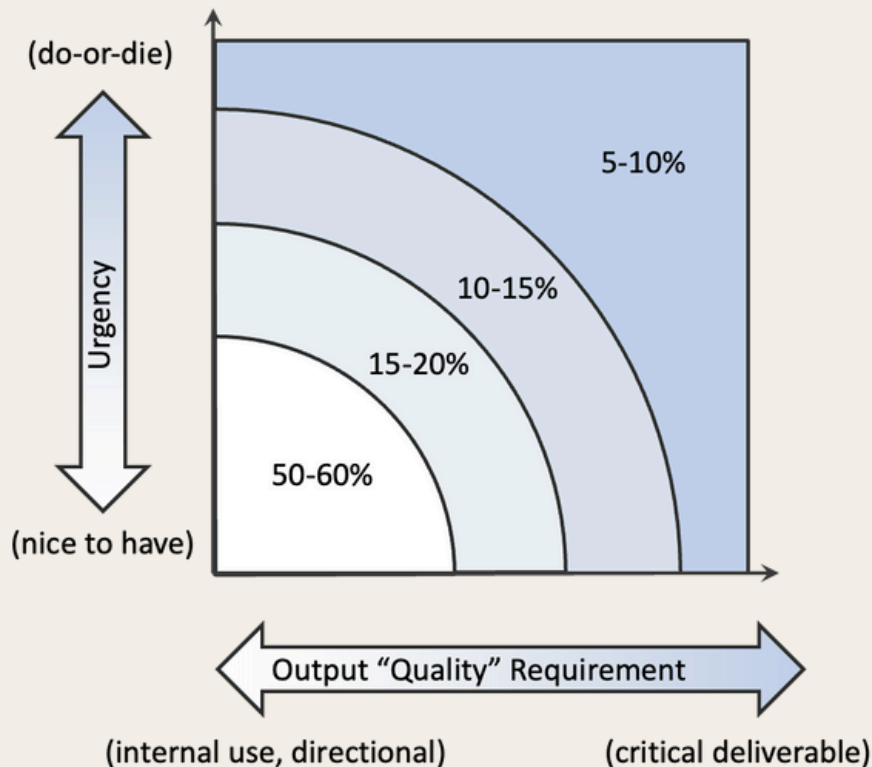 (do-or-die)
5-10%
10-15%
Urgency
15-20%
50-60%
(nice to have)
Output “Quality” Requirement
(internal use, directional)
(critical deliverable)